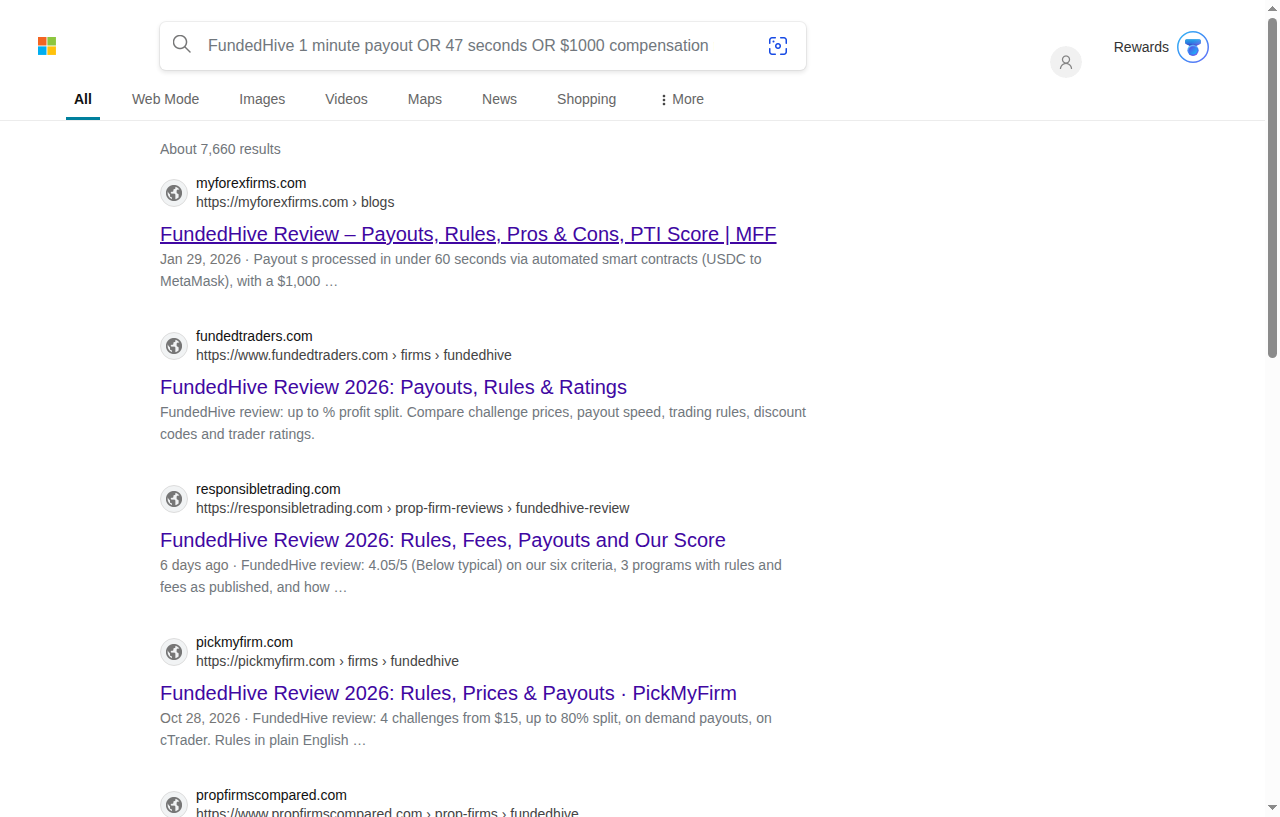 FundedHive 1 minute payout OR 47 seconds OR $1000 compensation
Rewards
All
Web Mode
Images
Videos
Maps
News
Shopping
More
About 7,660 results
myforexfirms.com
https://myforexfirms.com › blogs
FundedHive Review – Payouts, Rules, Pros & Cons, PTI Score | MFF
Jan 29, 2026 · Payout s processed in under 60 seconds via automated smart contracts (USDC to
MetaMask), with a $1,000 …
fundedtraders.com
https://www.fundedtraders.com › firms › fundedhive
FundedHive Review 2026: Payouts, Rules & Ratings
FundedHive review: up to % profit split. Compare challenge prices, payout speed, trading rules, discount
codes and trader ratings.
responsibletrading.com
https://responsibletrading.com › prop-firm-reviews › fundedhive-review
FundedHive Review 2026: Rules, Fees, Payouts and Our Score
6 days ago · FundedHive review: 4.05/5 (Below typical) on our six criteria, 3 programs with rules and
fees as published, and how …
pickmyfirm.com
https://pickmyfirm.com › firms › fundedhive
FundedHive Review 2026: Rules, Prices & Payouts · PickMyFirm
Oct 28, 2026 · FundedHive review: 4 challenges from $15, up to 80% split, on demand payouts, on
cTrader. Rules in plain English …
propfirmscompared.com
https://www.propfirmscompared.com › prop-firms › fundedhive